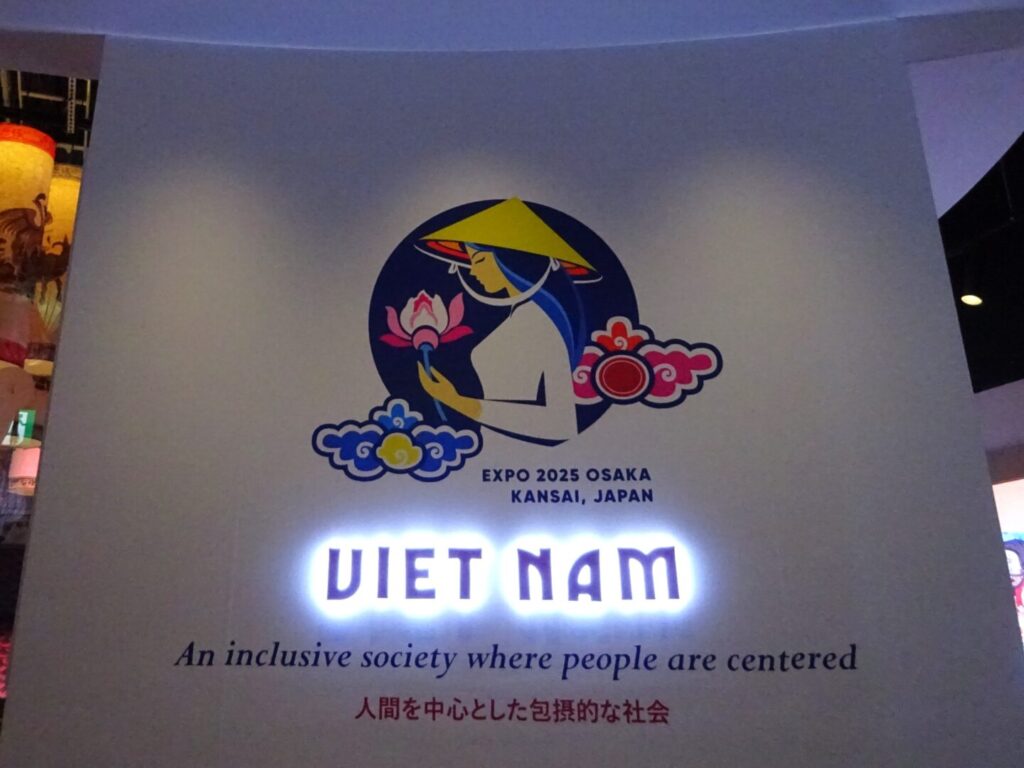 EXPO 2025 OSAKA
KANSAI, JAPAN
VIET NAM
An inclusive society where people are centered
人間を中心とした包摂的な社会